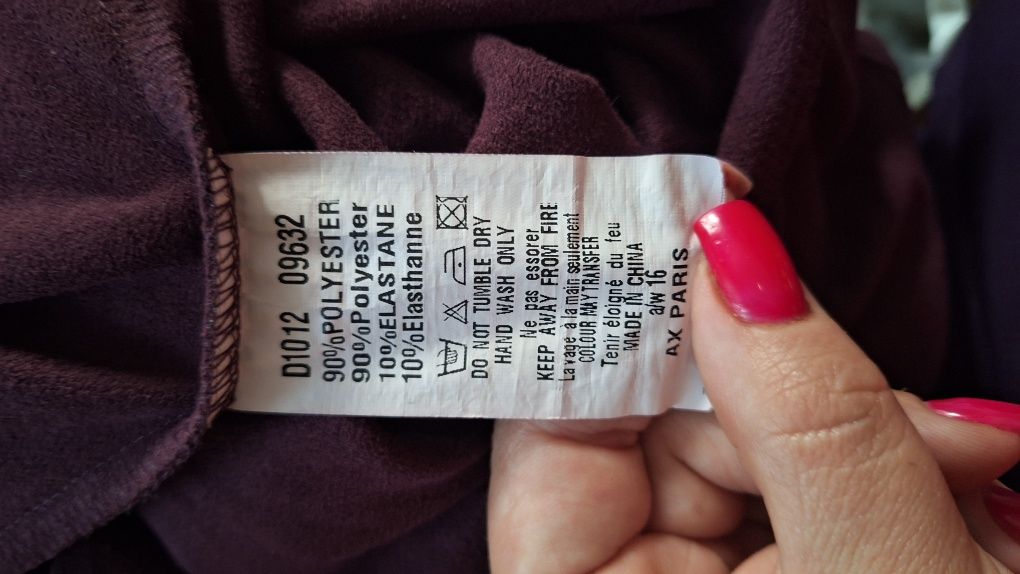 D1012 09632
90%POLYESTER
90%Polyester
10%ELASTANE
10%Elasthanne
DO NOT TUMBLE DRY
HAND WASH ONLY
Ne pas essorer
KEEP AWAY FROM FIRE
Lavage à la main seulement
COLOUR MAY TRANSFER
Tenir éloigné du feu
MADE IN CHINA
a/w 16
AX PARIS